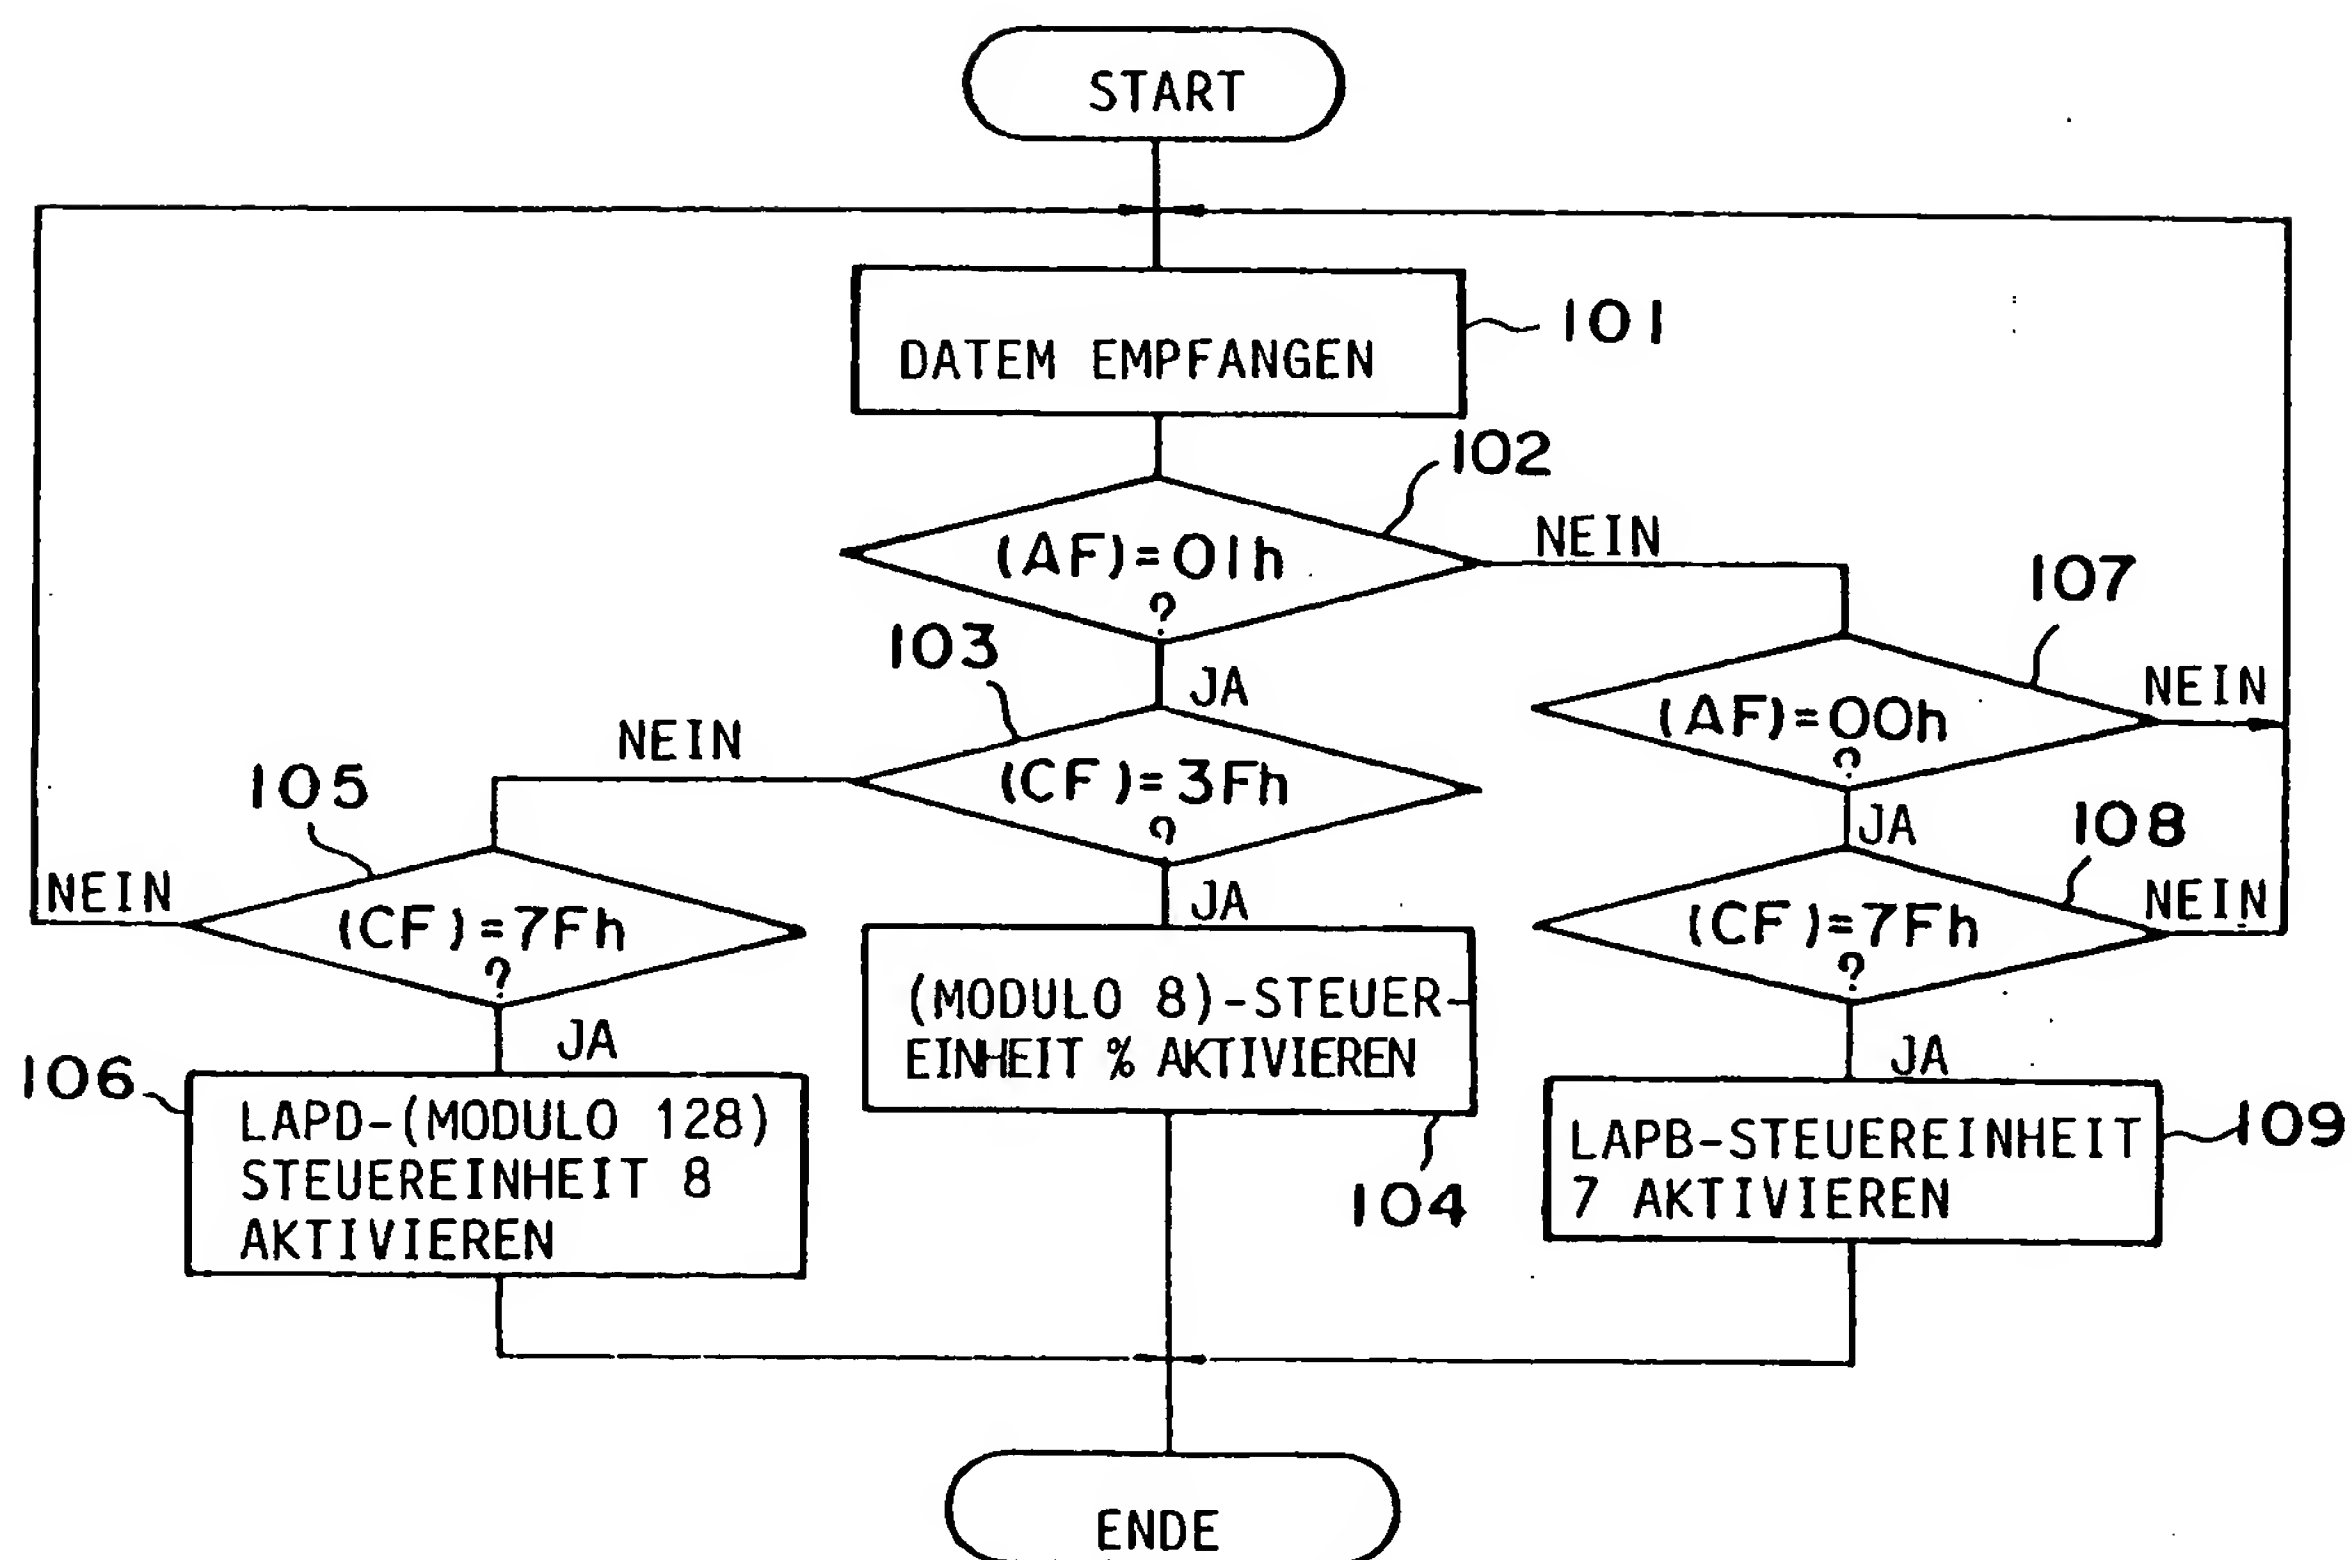 START
DATEM EMPFANGEN
101
102
(AF)=01h
?
NEIN
JA
103
(CF)=3Fh
?
NEIN
JA
107
(AF)=00h
?
NEIN
JA
105
(CF)=7Fh
?
NEIN
JA
108
(CF)=7Fh
?
NEIN
JA
106
LAPD-(MODULO 128)
STEUEREINHEIT 8
AKTIVIEREN
(MODULO 8)-STEUER-
EINHEIT % AKTIVIEREN
104
LAPB-STEUEREINHEIT
7 AKTIVIEREN
109
ENDE